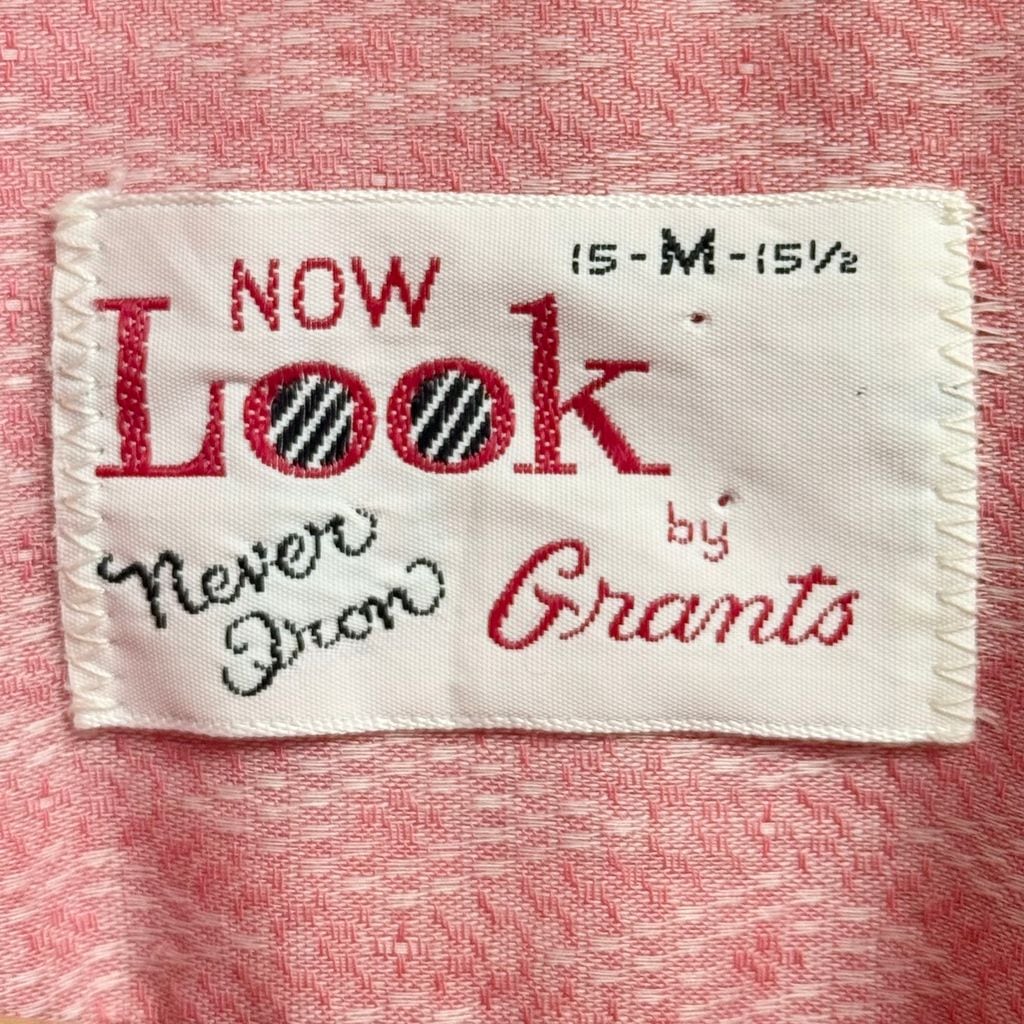 NOW
15-M-15½
Look
Never
Iron
by
Grants